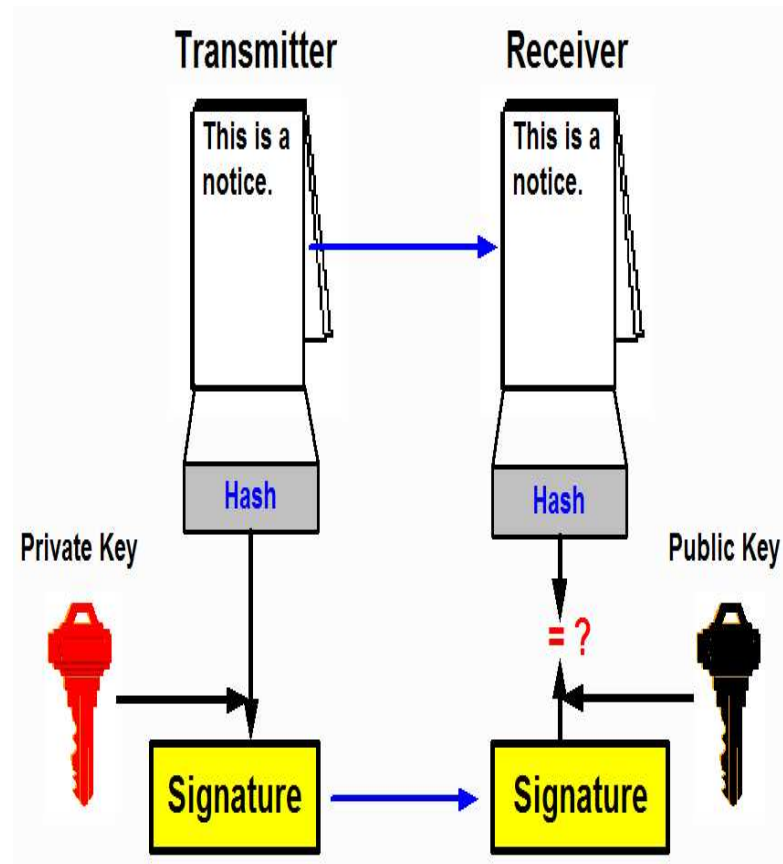 Transmitter
Receiver
This is a
notice.
This is a
notice.
Hash
Hash
Private Key
Public Key
= ?
Signature
Signature